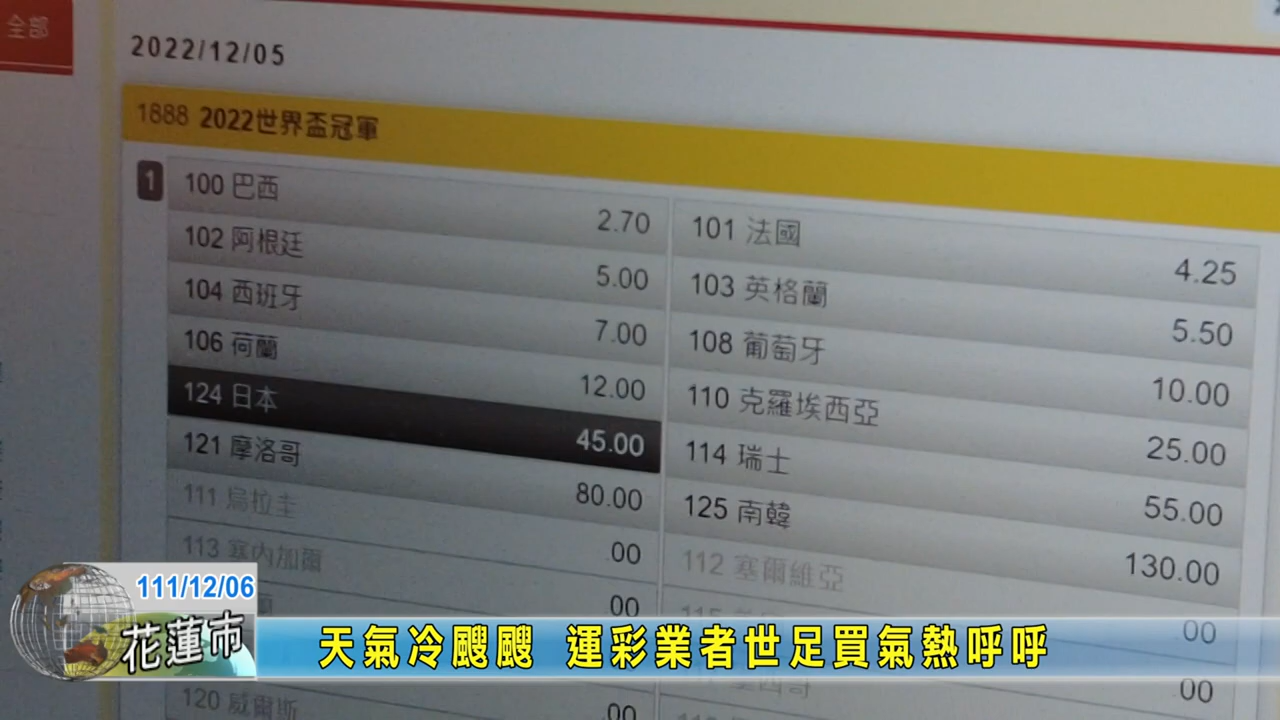 全部
2022/12/05
1888 2022世界盃冠軍
1
100 巴西 2.70
101 法國 4.25
102 阿根廷 5.00
103 英格蘭 5.50
104 西班牙 7.00
108 葡萄牙 10.00
106 荷蘭 12.00
110 克羅埃西亞 25.00
124 日本 45.00
114 瑞士 55.00
121 摩洛哥 80.00
125 南韓 130.00
111 烏拉圭 .00
112 塞爾維亞 .00
113 塞內加爾 .00
120 威爾斯 .00
111/12/06
花蓮市
天氣冷颼颼 運彩業者世足買氣熱呼呼